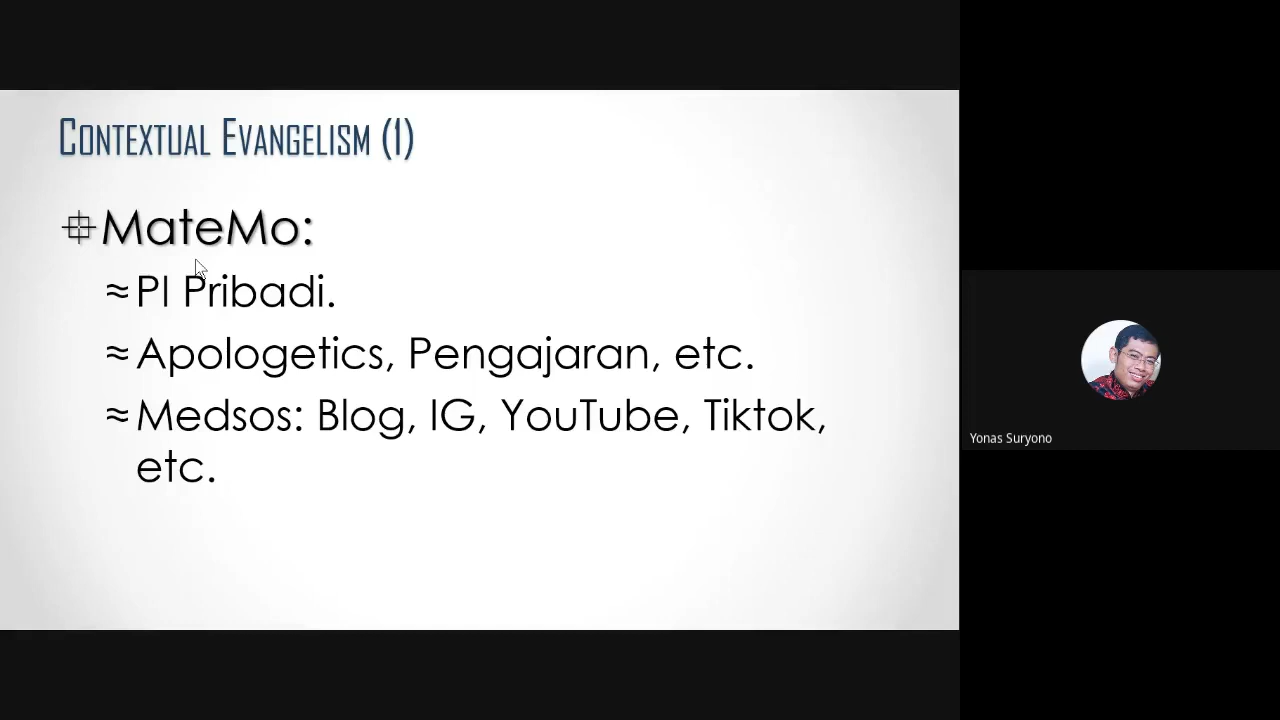 CONTEXTUAL EVANGELISM (1)
MateMo:
≈PI Pribadi.
≈Apologetics, Pengajaran, etc.
≈Medsos: Blog, IG, YouTube, Tiktok,
etc.
Yonas Suryono